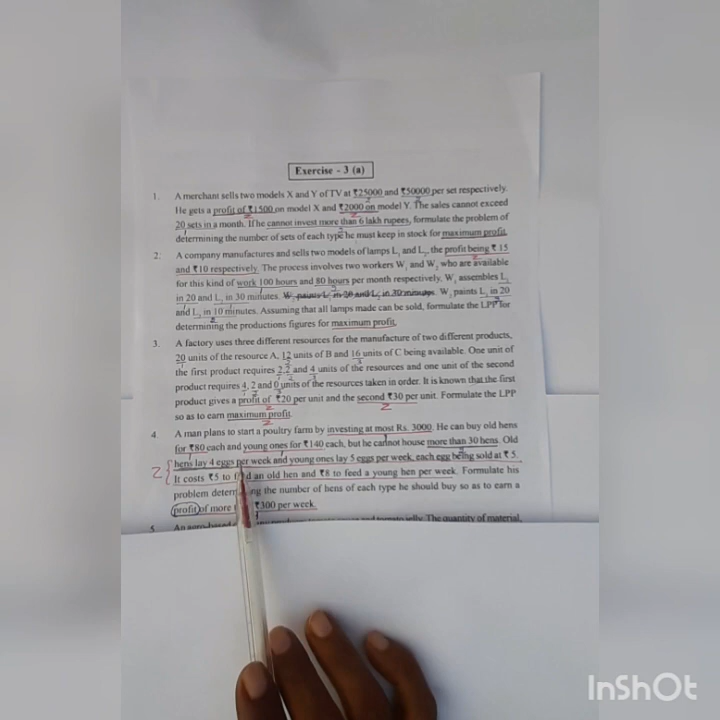 Exercise - 3 (a)
1. A merchant sells two models X and Y of TV at ₹25000 and ₹50000 per set respectively.
He gets a profit of ₹1500 on model X and ₹2000 on model Y. The sales cannot exceed
20 sets in a month. If he cannot invest more than 6 lakh rupees, formulate the problem of
determining the number of sets of each type he must keep in stock for maximum profit.
2. A company manufactures and sells two models of lamps L₁ and L₂, the profit being ₹ 15
and ₹10 respectively. The process involves two workers W₁ and W₂ who are available
for this kind of work 100 hours and 80 hours per month respectively. W₁ assembles L₁
in 20 and L₂ in 30 minutes. W₂ paints L₁ in 20 and L₂ in 30 minutes. W₂ paints L₁ in 20
and L₂ in 10 minutes. Assuming that all lamps made can be sold, formulate the LPP for
determining the productions figures for maximum profit.
3. A factory uses three different resources for the manufacture of two different products,
20 units of the resource A, 12 units of B and 16 units of C being available. One unit of
the first product requires 2, 2 and 4 units of the resources and one unit of the second
product requires 4, 2 and 0 units of the resources taken in order. It is known that the first
product gives a profit of ₹20 per unit and the second ₹30 per unit. Formulate the LPP
so as to earn maximum profit.
4. A man plans to start a poultry farm by investing at most Rs. 3000. He can buy old hens
for ₹80 each and young ones for ₹140 each, but he cannot house more than 30 hens. Old
2 { hens lay 4 eggs per week and young ones lay 5 eggs per week, each egg being sold at ₹ 5.
It costs ₹5 to feed an old hen and ₹8 to feed a young hen per week. Formulate his
problem determining the number of hens of each type he should buy so as to earn a
profit of more ₹300 per week.
5. An and jelly. The quantity of material,
InShOt